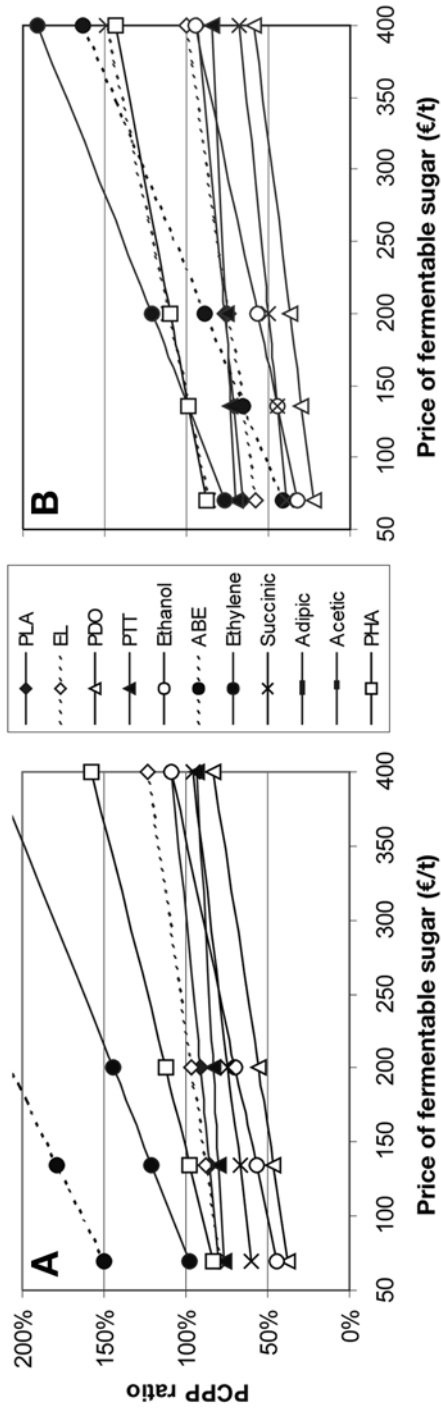 A
PCPP ratio
200%
150%
100%
50%
0%
50
100
150
200
250
300
350
400
Price of fermentable sugar (€/t)
PLA
EL
PDO
PTT
Ethanol
ABE
Ethylene
Succinic
Adipic
Acetic
PHA
B
50
100
150
200
250
300
350
400
Price of fermentable sugar (€/t)